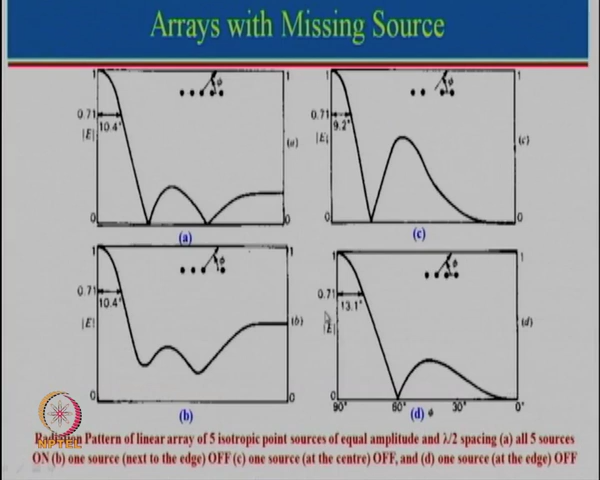 Arrays with Missing Source
1
0.71
10.4°
|E|
0
ϕ
1
(a)
0
(a)
1
0.71
9.2°
|E|
0
ϕ
1
(c)
0
(c)
1
0.71
10.4°
|E|
0
ϕ
1
(b)
0
(b)
1
0.71
13.1°
|E|
0
ϕ
1
(d)
90° 60° ϕ 30° 0°
(d)
NPTEL
Radiation Pattern of linear array of 5 isotropic point sources of equal amplitude and λ/2 spacing (a) all 5 sources
ON (b) one source (next to the edge) OFF (c) one source (at the centre) OFF, and (d) one source (at the edge) OFF